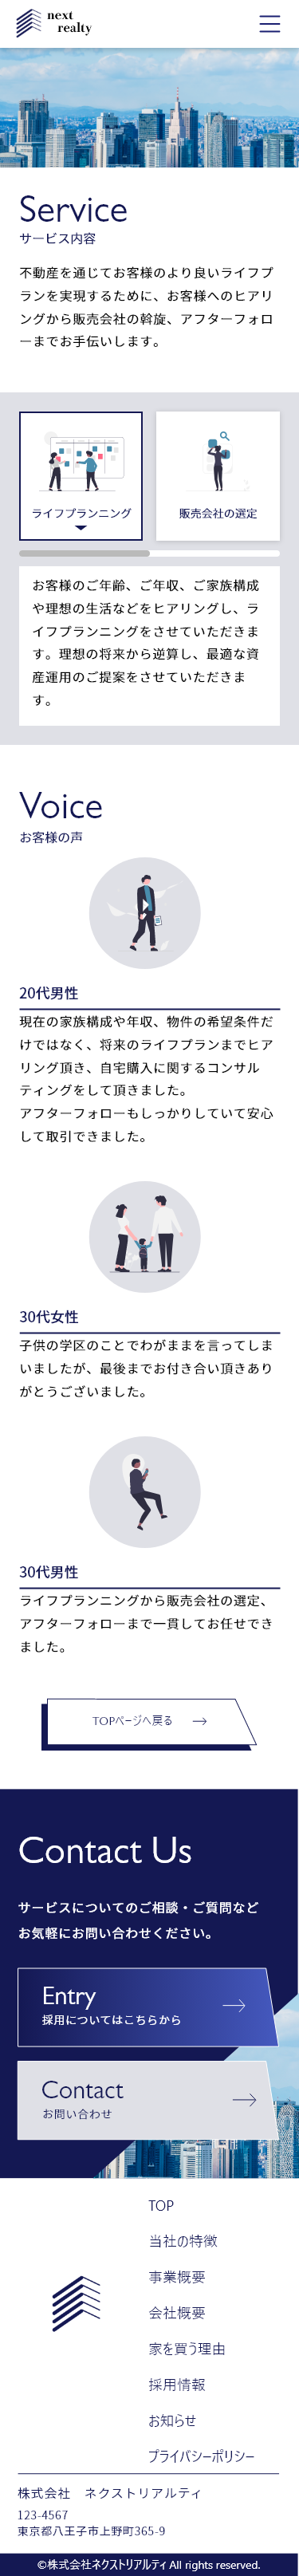 next
realty
Service
サービス内容
不動産を通じてお客様のより良いライフプ
ランを実現するために、お客様へのヒアリ
ングから販売会社の斡旋、アフターフォロ
ーまでお手伝いします。
ライフプランニング
販売会社の選定
お客様のご年齢、ご年収、ご家族構成
や理想の生活などをヒアリングし、ラ
イフプランニングをさせていただきま
す。理想の将来から逆算し、最適な資
産運用のご提案をさせていただきま
す。
Voice
お客様の声
20代男性
現在の家族構成や年収、物件の希望条件だ
けではなく、将来のライフプランまでヒア
リング頂き、自宅購入に関するコンサル
ティングをして頂きました。
アフターフォローもしっかりしていて安心
して取引できました。
30代女性
子供の学区のことでわがままを言ってしま
いましたが、最後までお付き合い頂きあり
がとうございました。
30代男性
ライフプランニングから販売会社の選定、
アフターフォローまで一貫してお任せでき
ました。
TOPページへ戻る
Contact Us
サービスについてのご相談・ご質問など
お気軽にお問い合わせください。
Entry
採用についてはこちらから
Contact
お問い合わせ
TOP
当社の特徴
事業概要
会社概要
家を買う理由
採用情報
お知らせ
プライバシーポリシー
株式会社　ネクストリアルティ
123-4567
東京都八王子市上野町365-9
©株式会社ネクストリアルティ All rights reserved.